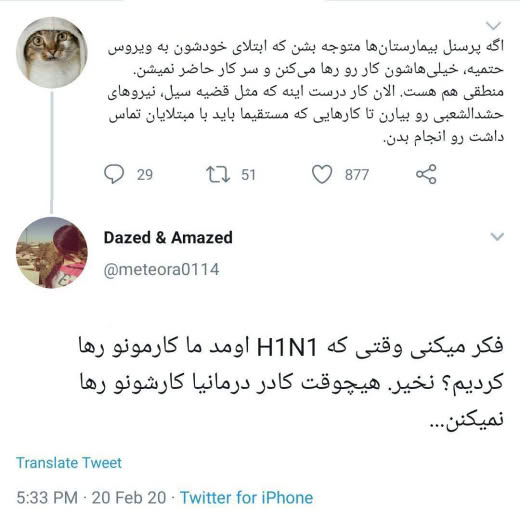 اگه پرسنل بیمارستان‌ها متوجه بشن که ابتلای خودشون به ویروس
حتمیه، خیلی‌هاشون کار رو رها می‌کنن و سر کار حاضر نمیشن.
منطقی هم هست. الان کار درست اینه که مثل قضیه سیل، نیروهای
حشدالشعبی رو بیارن تا کارهایی که مستقیما باید با مبتلایان تماس
داشت رو انجام بدن.
29 51 877
Dazed & Amazed
@meteora0114
فکر میکنی وقتی که H1N1 اومد ما کارمونو رها
کردیم؟ نخیر. هیچوقت کادر درمانیا کارشونو رها
نمیکنن...
Translate Tweet
5:33 PM · 20 Feb 20 · Twitter for iPhone